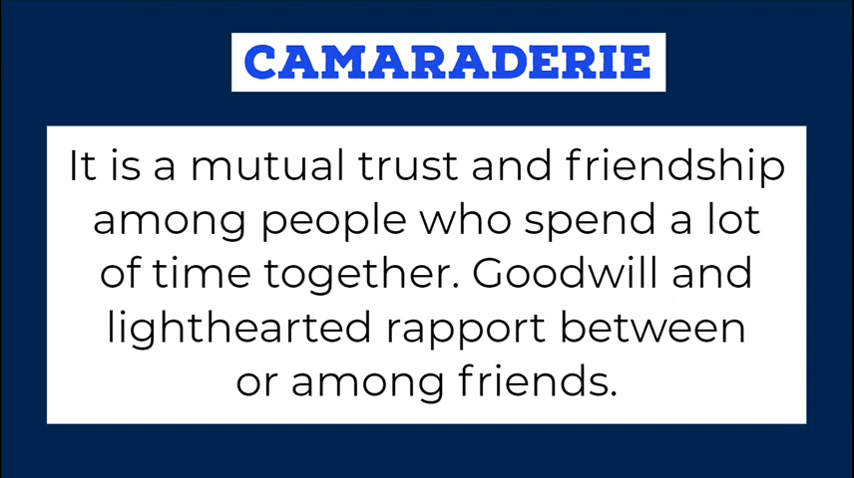 CAMARADERIE
It is a mutual trust and friendship
among people who spend a lot
of time together. Goodwill and
lighthearted rapport between
or among friends.